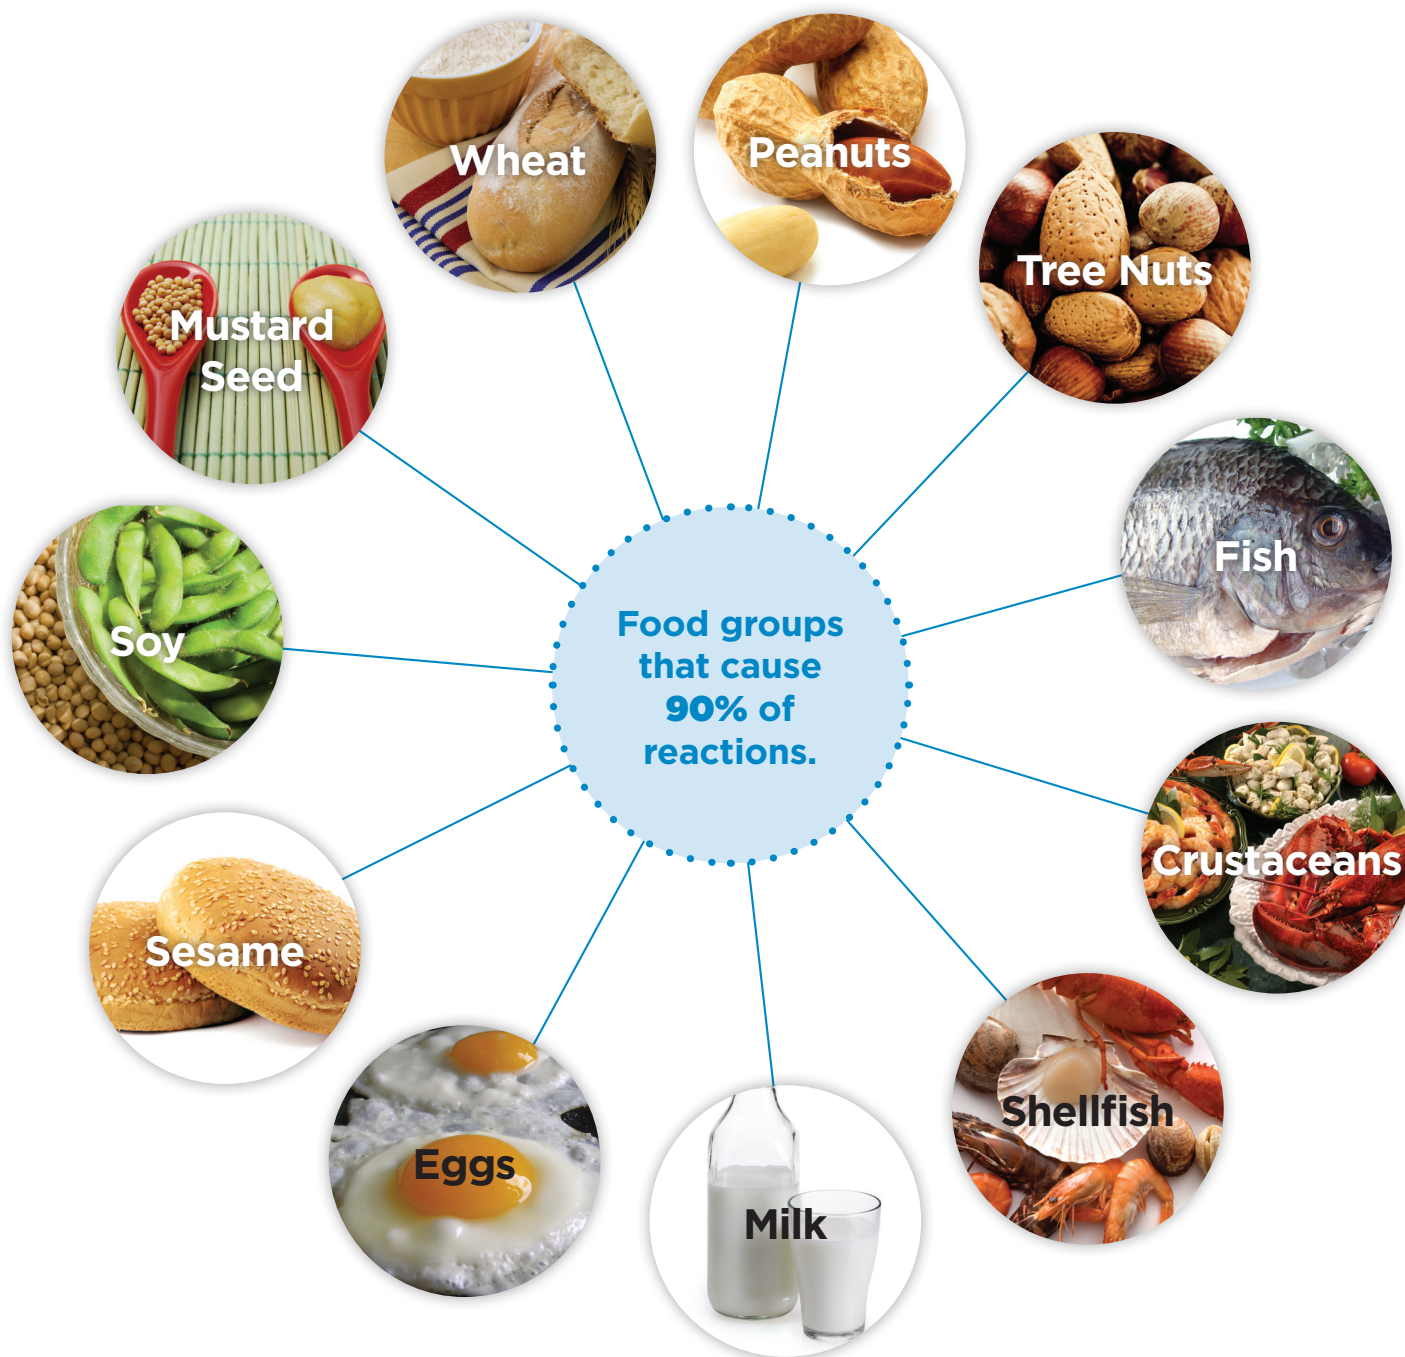 Wheat
Peanuts
Tree Nuts
Mustard
Seed
Fish
Food groups
that cause
90% of
reactions.
Soy
Crustaceans
Sesame
Shellfish
Eggs
Milk